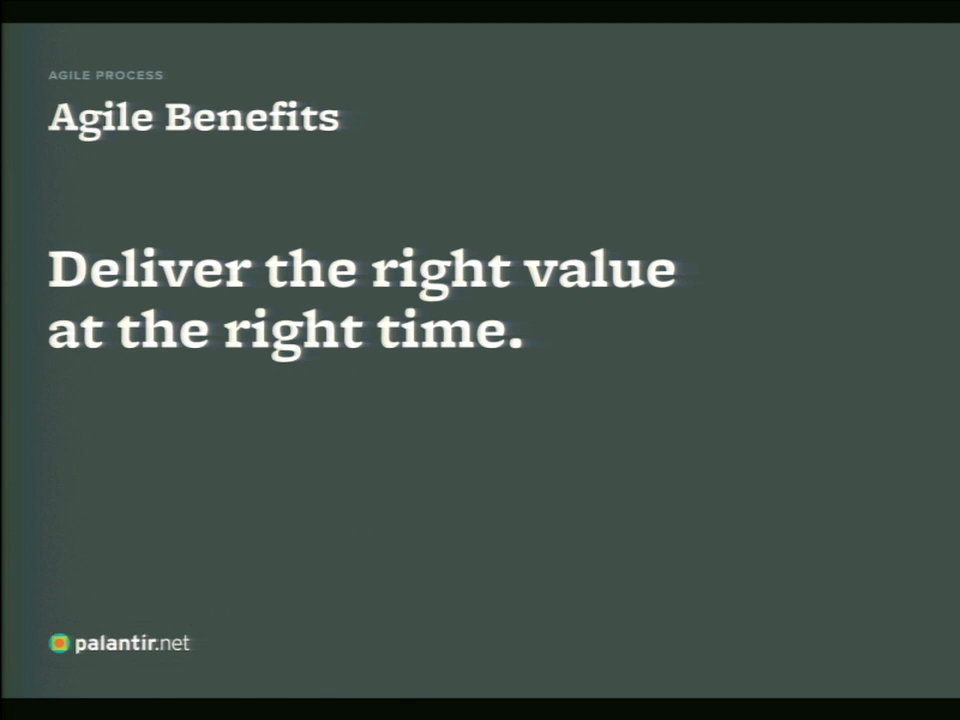 AGILE PROCESS
Agile Benefits
Deliver the right value
at the right time.
palantir.net